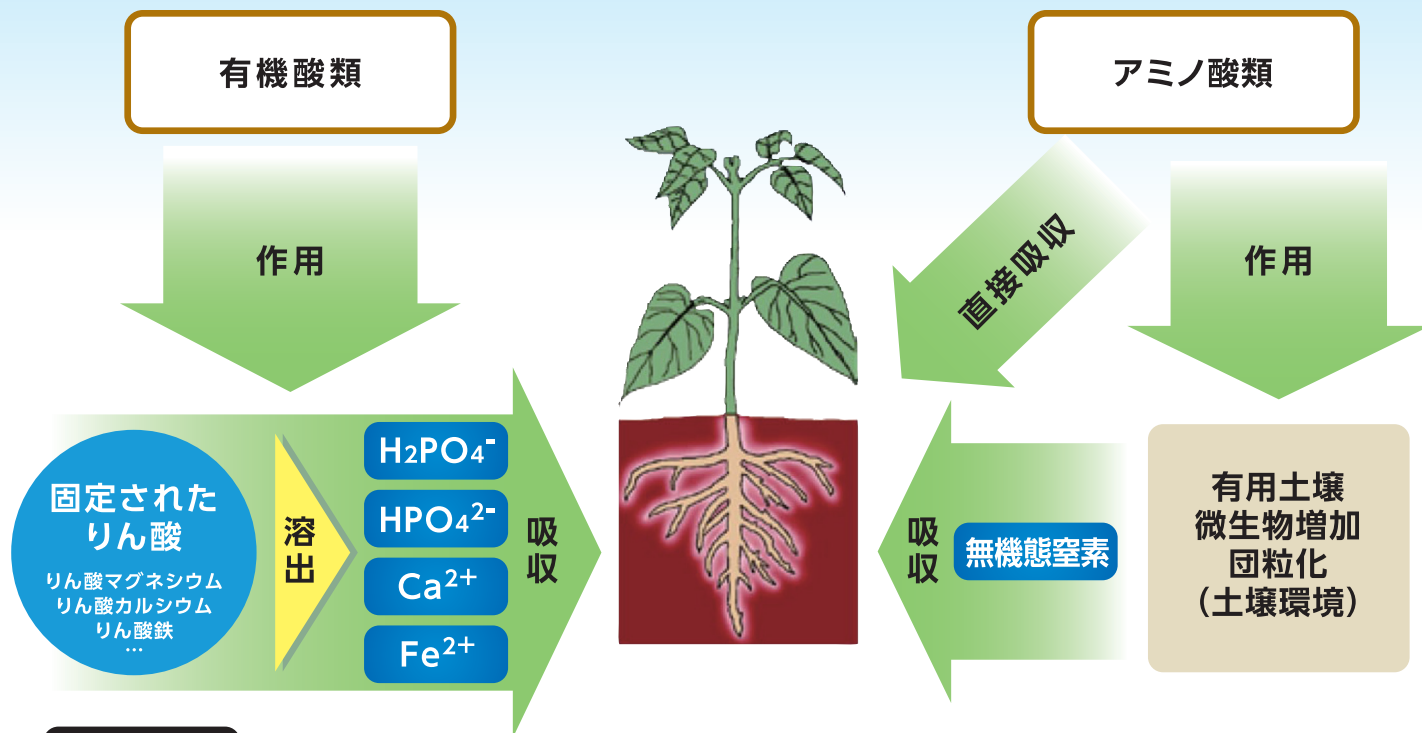 有機酸類
アミノ酸類
作用
直接吸収
作用
固定された
りん酸
りん酸マグネシウム
りん酸カルシウム
りん酸鉄
…
溶出
H₂PO₄⁻
HPO₄²⁻
Ca²⁺
Fe²⁺
吸収
吸収
無機態窒素
有用土壌
微生物増加
団粒化
（土壌環境）